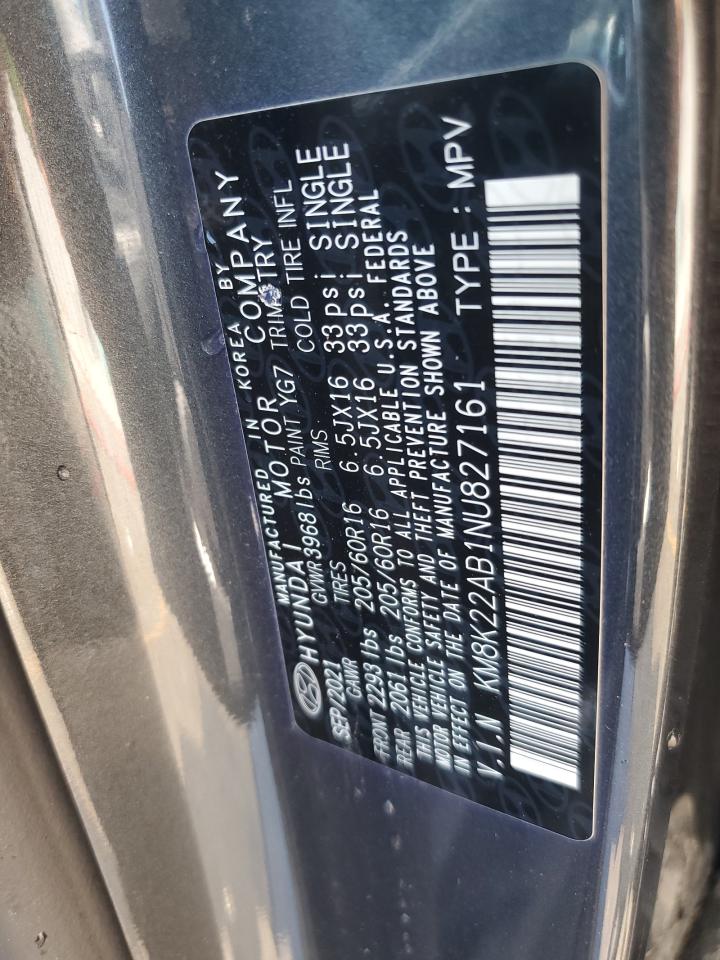 MANUFACTURED IN KOREA BY
HYUNDAI MOTOR COMPANY
SEP/2021 GVWR 3968 lbs PAINT YG7 TRIM TRY
GAWR TIRES RIMS COLD TIRE INFL
FRONT 2293 lbs 205/60R16 6.5JX16 33 psi SINGLE
REAR 2061 lbs 205/60R16 6.5JX16 33 psi SINGLE
THIS VEHICLE CONFORMS TO ALL APPLICABLE U.S.A. FEDERAL
MOTOR VEHICLE SAFETY AND THEFT PREVENTION STANDARDS
IN EFFECT ON THE DATE OF MANUFACTURE SHOWN ABOVE
V.I.N KM8K22AB1NU827161 TYPE : MPV